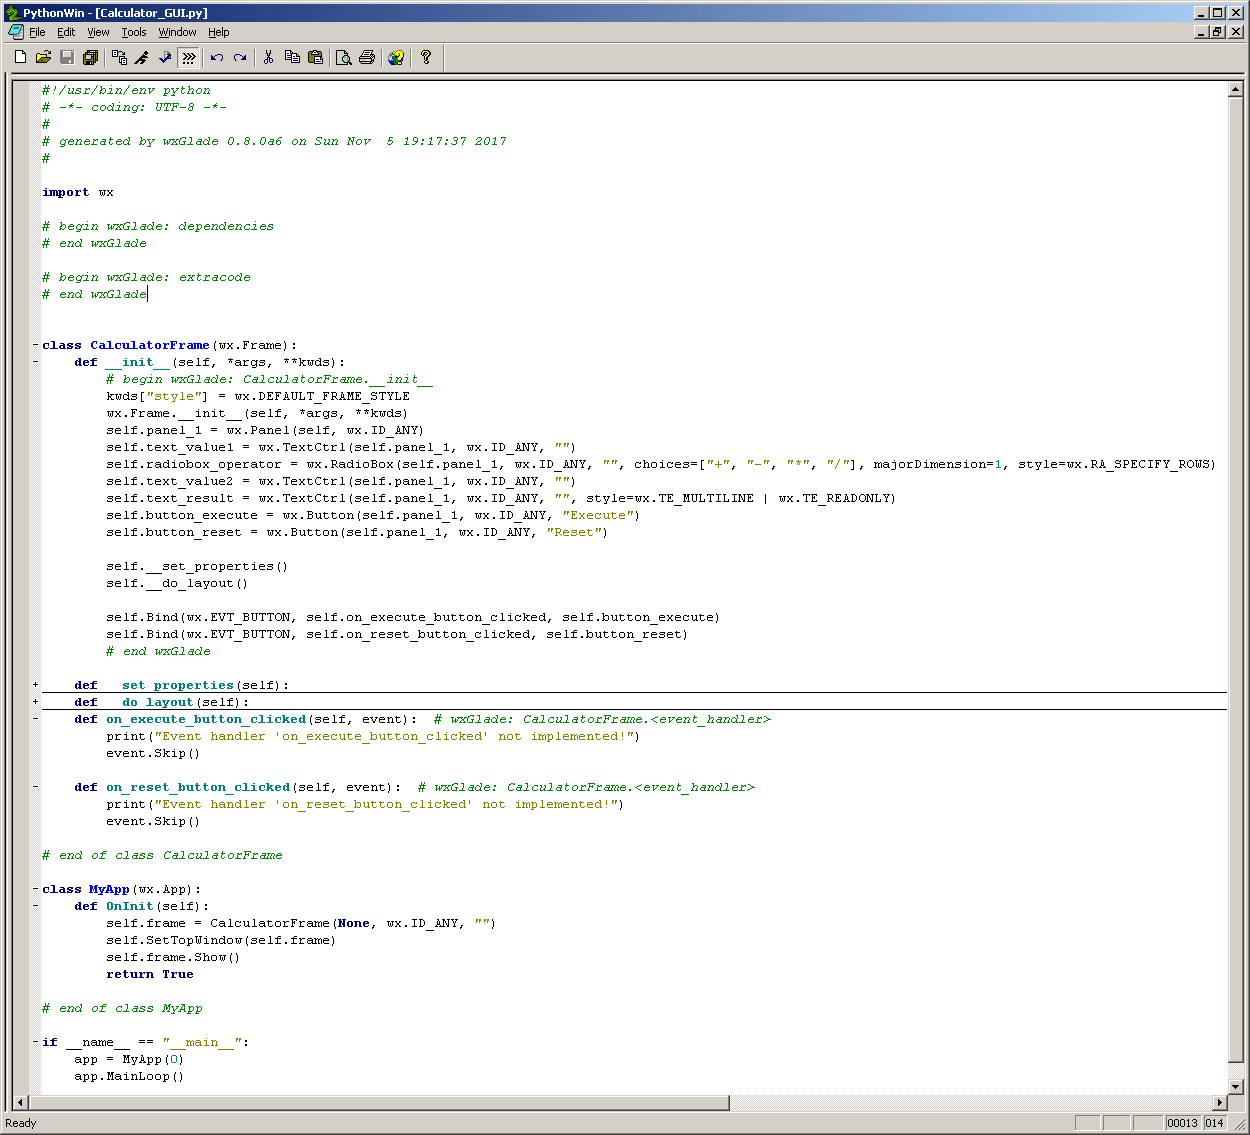 PythonWin - [Calculator_GUI.py]
File Edit View Tools Window Help
#!/usr/bin/env python
# -*- coding: UTF-8 -*-
#
# generated by wxGlade 0.8.0a6 on Sun Nov  5 19:17:37 2017
#
import wx
# begin wxGlade: dependencies
# end wxGlade
# begin wxGlade: extracode
# end wxGlade
class CalculatorFrame(wx.Frame):
    def __init__(self, *args, **kwds):
        # begin wxGlade: CalculatorFrame.__init__
        kwds["style"] = wx.DEFAULT_FRAME_STYLE
        wx.Frame.__init__(self, *args, **kwds)
        self.panel_1 = wx.Panel(self, wx.ID_ANY)
        self.text_value1 = wx.TextCtrl(self.panel_1, wx.ID_ANY, "")
        self.radiobox_operator = wx.RadioBox(self.panel_1, wx.ID_ANY, "", choices=["+", "-", "*", "/"], majorDimension=1, style=wx.RA_SPECIFY_ROWS)
        self.text_value2 = wx.TextCtrl(self.panel_1, wx.ID_ANY, "")
        self.text_result = wx.TextCtrl(self.panel_1, wx.ID_ANY, "", style=wx.TE_MULTILINE | wx.TE_READONLY)
        self.button_execute = wx.Button(self.panel_1, wx.ID_ANY, "Execute")
        self.button_reset = wx.Button(self.panel_1, wx.ID_ANY, "Reset")
        self.__set_properties()
        self.__do_layout()
        self.Bind(wx.EVT_BUTTON, self.on_execute_button_clicked, self.button_execute)
        self.Bind(wx.EVT_BUTTON, self.on_reset_button_clicked, self.button_reset)
        # end wxGlade
    def __set_properties(self):
    def __do_layout(self):
    def on_execute_button_clicked(self, event):  # wxGlade: CalculatorFrame.<event_handler>
        print("Event handler 'on_execute_button_clicked' not implemented!")
        event.Skip()
    def on_reset_button_clicked(self, event):  # wxGlade: CalculatorFrame.<event_handler>
        print("Event handler 'on_reset_button_clicked' not implemented!")
        event.Skip()
# end of class CalculatorFrame
class MyApp(wx.App):
    def OnInit(self):
        self.frame = CalculatorFrame(None, wx.ID_ANY, "")
        self.SetTopWindow(self.frame)
        self.frame.Show()
        return True
# end of class MyApp
if __name__ == "__main__":
    app = MyApp(0)
    app.MainLoop()
Ready 00013 014